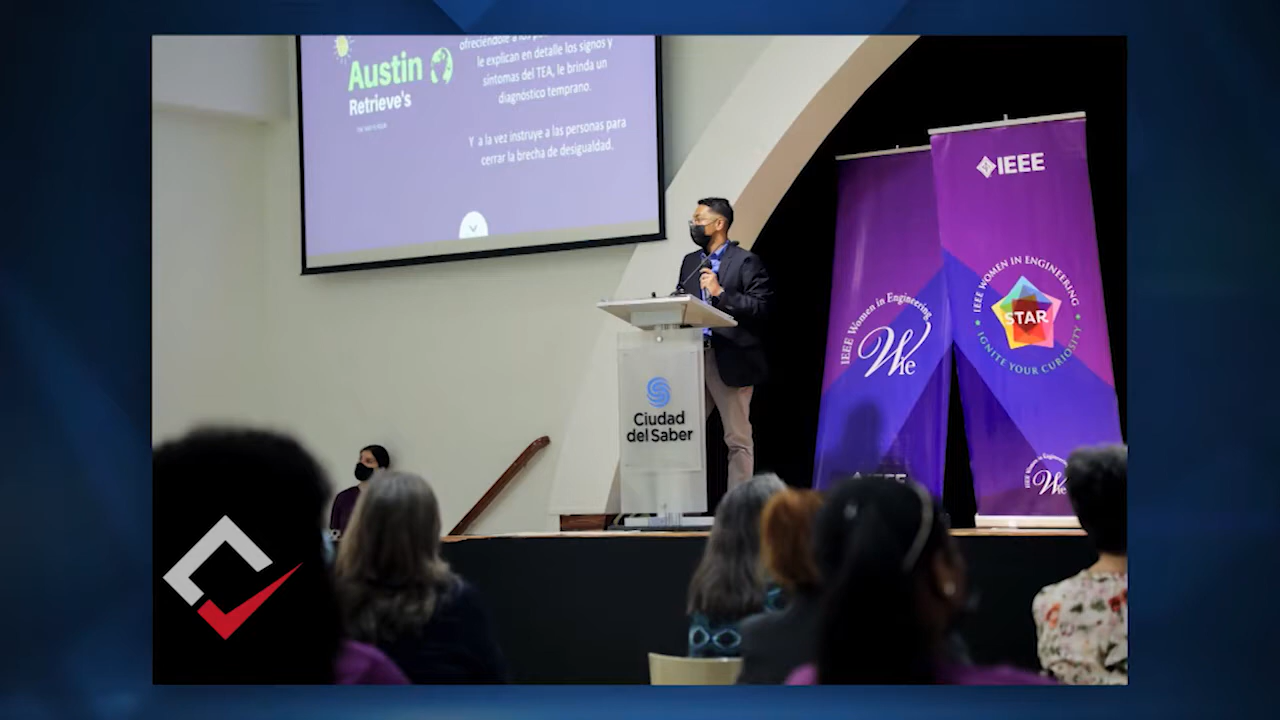 Austin
Retrieve's
le explican en detalle los signos y
síntomas del TEA, le brinda un
diagnóstico temprano.
Y a la vez instruye a las personas para
cerrar la brecha de desigualdad.
IEEE
IEEE WOMEN IN ENGINEERING
STAR
IGNITE YOUR CURIOSITY
IEEE Women in Engineering
Wie
Ciudad
del Saber
IEEE